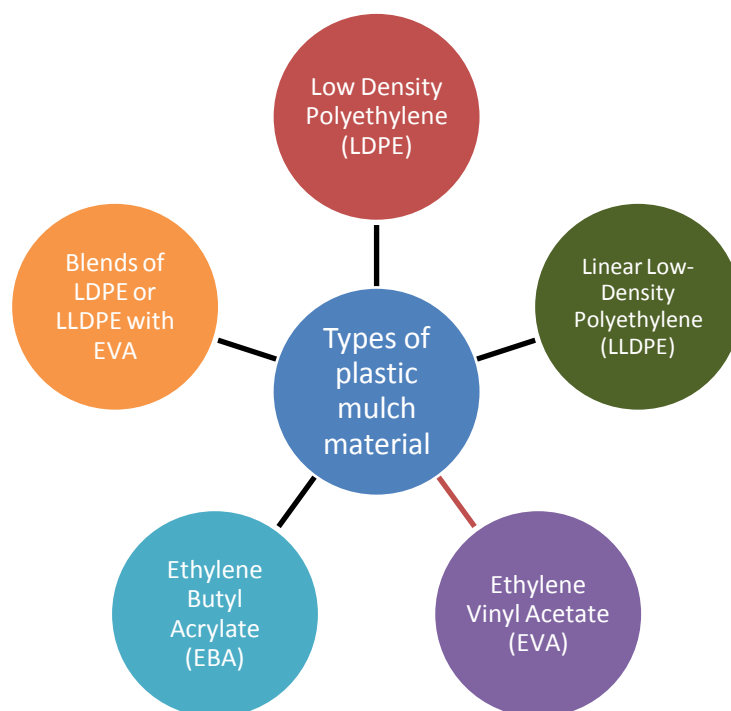 Low Density
Polyethylene
(LDPE)
Linear Low-
Density
Polyethylene
(LLDPE)
Ethylene
Vinyl Acetate
(EVA)
Ethylene
Butyl
Acrylate
(EBA)
Blends of
LDPE or
LLDPE with
EVA
Types of
plastic
mulch
material